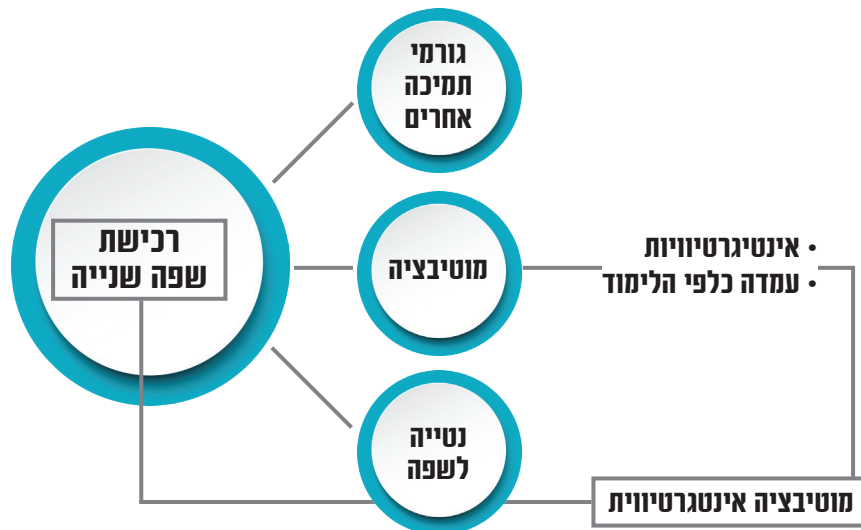 גורמי
תמיכה
אחרים
רכישת
שפה שנייה
מוטיבציה
• אינטיגרטיוויות
• עמדה כלפי הלימוד
נטייה
לשפה
מוטיבציה אינטגרטיווית